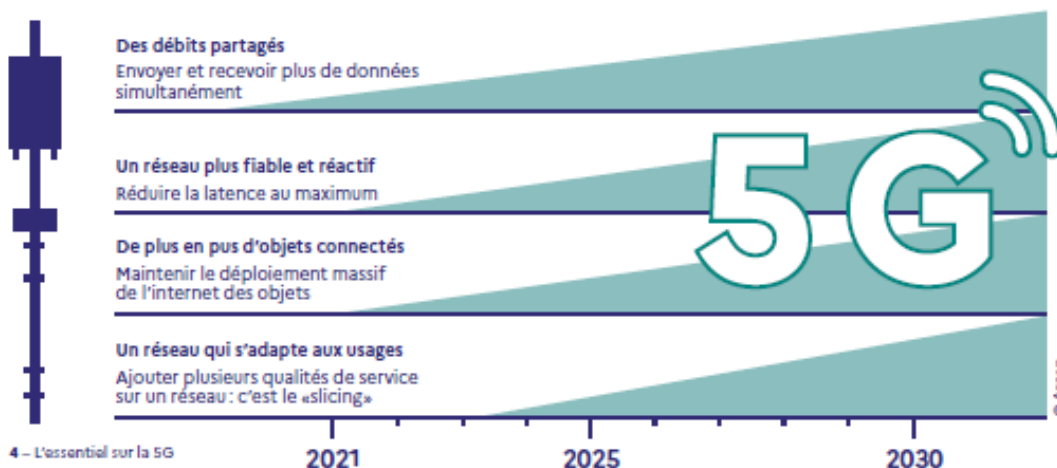 Des débits partagés
Envoyer et recevoir plus de données
simultanément
Un réseau plus fiable et réactif
Réduire la latence au maximum
De plus en pus d'objets connectés
Maintenir le déploiement massif
de l'internet des objets
Un réseau qui s'adapte aux usages
Ajouter plusieurs qualités de service
sur un réseau : c'est le «slicing»
5G
4 – L'essentiel sur la 5G
2021
2025
2030